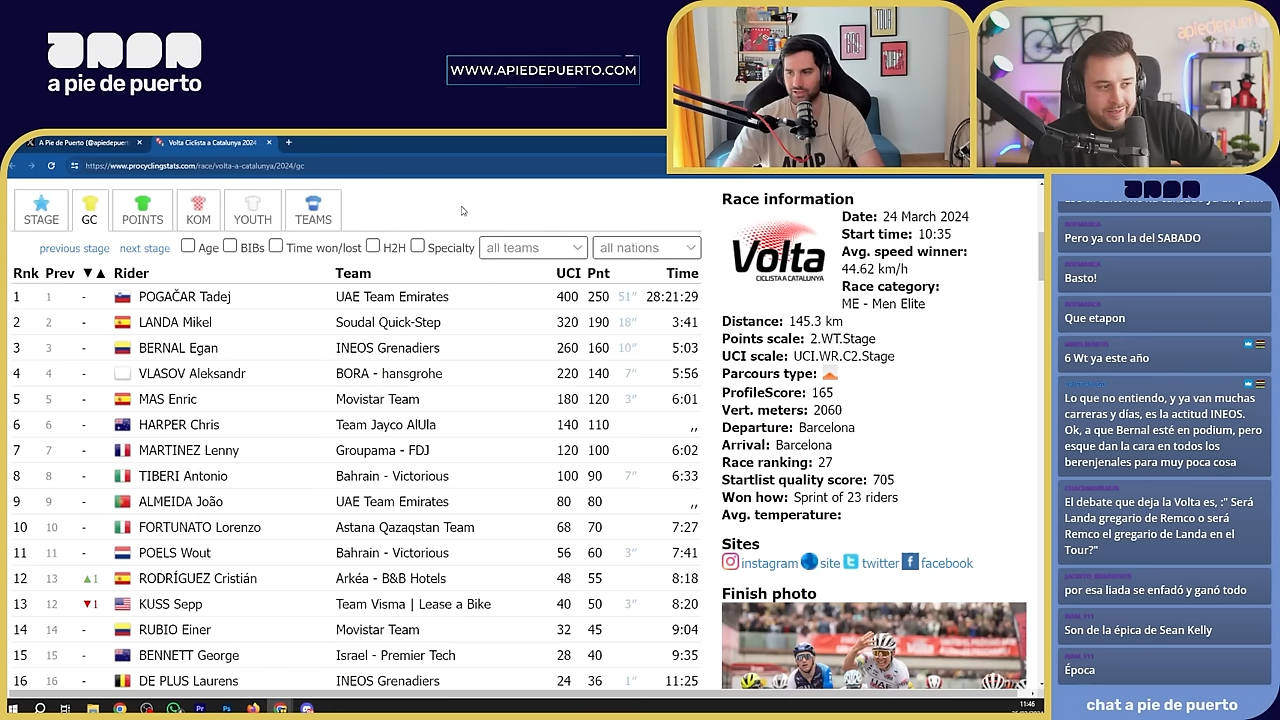 a pie de puerto
WWW.APIEDEPUERTO.COM
TOUR
apiedepuerto
A Pie de Puerto (@apiedepuert
Volta Ciclista a Catalunya 2024
https://www.procyclingstats.com/race/volta-a-catalunya/2024/gc
STAGE GC POINTS KOM YOUTH TEAMS
previous stage next stage Age BIBs Time won/lost H2H Specialty all teams all nations
Rnk Prev ▼▲ Rider Team UCI Pnt Time
1 1 - POGAČAR Tadej UAE Team Emirates 400 250 51″ 28:21:29
2 2 - LANDA Mikel Soudal Quick-Step 320 190 18″ 3:41
3 3 - BERNAL Egan INEOS Grenadiers 260 160 10″ 5:03
4 4 - VLASOV Aleksandr BORA - hansgrohe 220 140 7″ 5:56
5 5 - MAS Enric Movistar Team 180 120 3″ 6:01
6 6 - HARPER Chris Team Jayco AlUla 140 110 ,,
7 7 - MARTINEZ Lenny Groupama - FDJ 120 100 6:02
8 8 - TIBERI Antonio Bahrain - Victorious 100 90 7″ 6:33
9 9 - ALMEIDA João UAE Team Emirates 80 80 ,,
10 10 - FORTUNATO Lorenzo Astana Qazaqstan Team 68 70 7:27
11 11 - POELS Wout Bahrain - Victorious 56 60 3″ 7:41
12 13 ▲1 RODRÍGUEZ Cristián Arkéa - B&B Hotels 48 55 8:18
13 12 ▼1 KUSS Sepp Team Visma | Lease a Bike 40 50 3″ 8:20
14 14 - RUBIO Einer Movistar Team 32 45 9:04
15 15 - BENNETT George Israel - Premier Tech 28 40 9:35
16 16 - DE PLUS Laurens INEOS Grenadiers 24 36 1″ 11:25
Race information
Volta
CICLISTA A CATALUNYA
Date: 24 March 2024
Start time: 10:35
Avg. speed winner:
44.62 km/h
Race category:
ME - Men Elite
Distance: 145.3 km
Points scale: 2.WT.Stage
UCI scale: UCI.WR.C2.Stage
Parcours type:
ProfileScore: 165
Vert. meters: 2060
Departure: Barcelona
Arrival: Barcelona
Race ranking: 27
Startlist quality score: 705
Won how: Sprint of 23 riders
Avg. temperature:
Sites
instagram site twitter facebook
Finish photo
11:46
Pero ya con la del SABADO
Basto!
Que etapon
6 Wt ya este año
Lo que no entiendo, y ya van muchas
carreras y días, es la actitud INEOS.
Ok, a que Bernal esté en podium, pero
esque dan la cara en todos los
berenjenales para muy poca cosa
El debate que deja la Volta es, :" Será
Landa gregario de Remco o será
Remco el gregario de Landa en el
Tour?"
por esa liada se enfadó y ganó todo
Son de la épica de Sean Kelly
Época
chat a pie de puerto